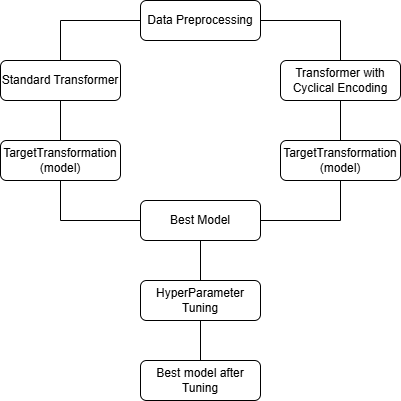 Data Preprocessing
Standard Transformer
Transformer with
Cyclical Encoding
TargetTransformation
(model)
TargetTransformation
(model)
Best Model
HyperParameter
Tuning
Best model after
Tuning